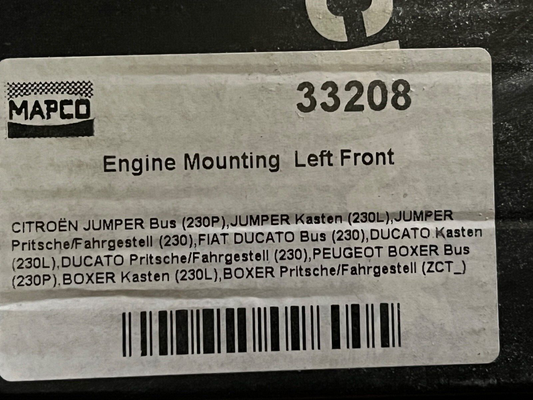 MAPCO
33208
Engine Mounting Left Front
CITROËN JUMPER Bus (230P),JUMPER Kasten (230L),JUMPER
Pritsche/Fahrgestell (230),FIAT DUCATO Bus (230),DUCATO Kasten
(230L),DUCATO Pritsche/Fahrgestell (230),PEUGEOT BOXER Bus
(230P),BOXER Kasten (230L),BOXER Pritsche/Fahrgestell (ZCT_)